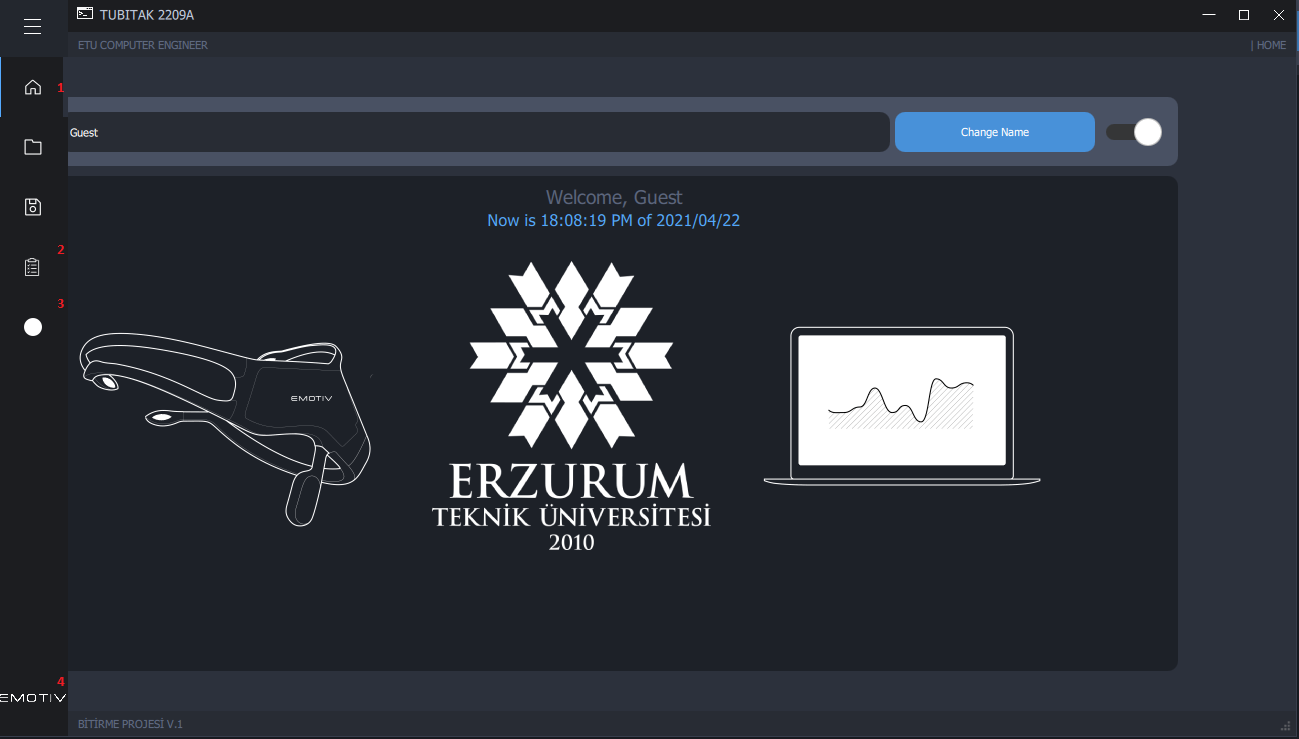 TUBITAK 2209A
ETU COMPUTER ENGINEER
| HOME
1
Guest
Change Name
Welcome, Guest
Now is 18:08:19 PM of 2021/04/22
2
3
EMOTIV
ERZURUM
TEKNİK ÜNİVERSİTESİ
2010
4
EMOTIV
BİTİRME PROJESİ V.1